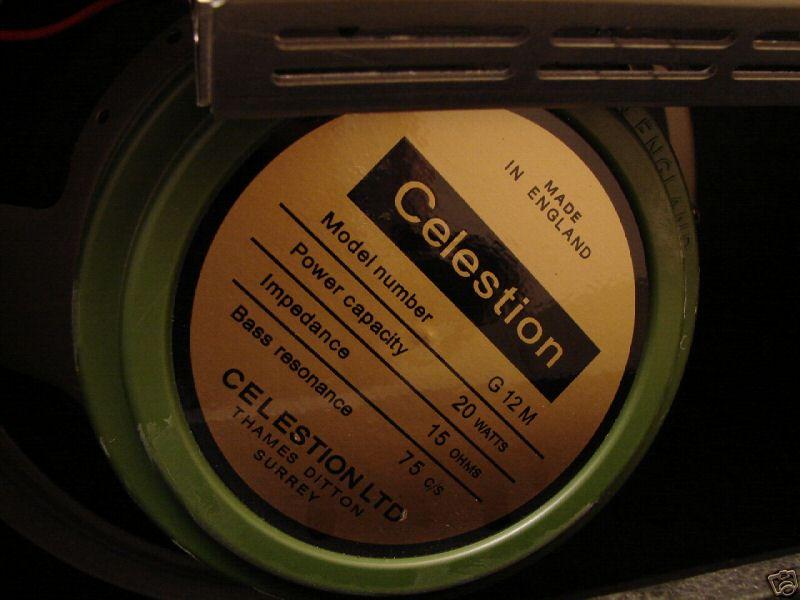 MADE
IN ENGLAND
Celestion
Model number G 12 M
Power capacity 20 WATTS
Impedance 15 OHMS
Bass resonance 75 C/S
CELESTION LTD
THAMES DITTON
SURREY
ENGLAND